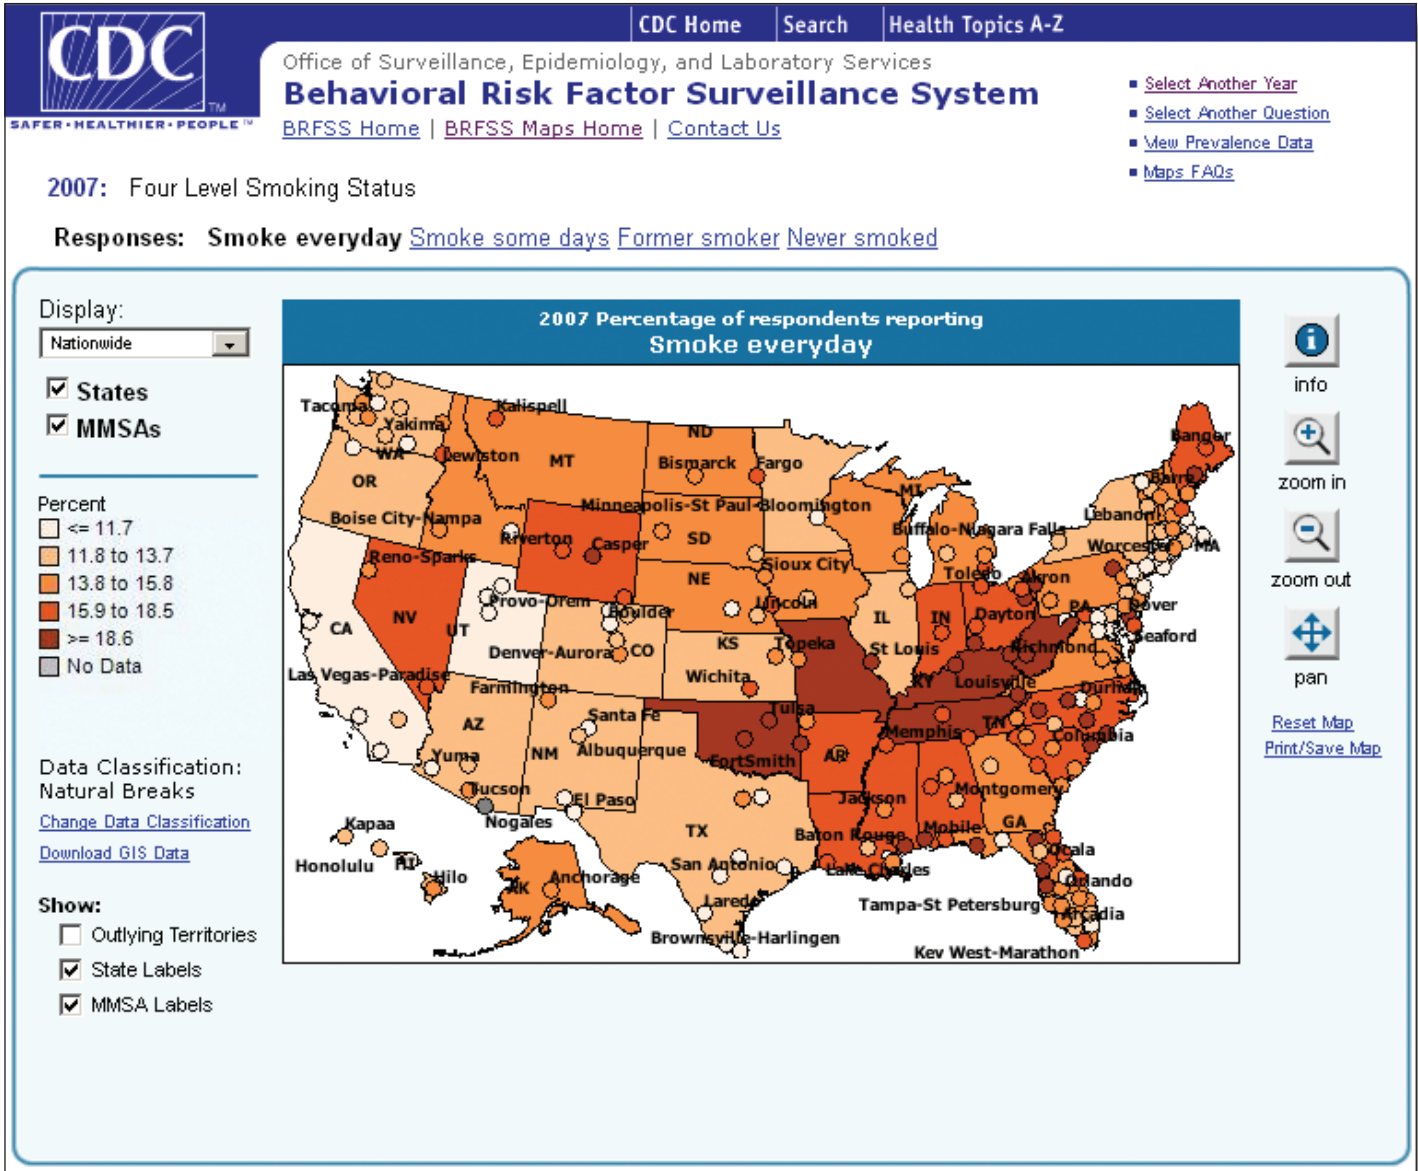 CDC Home Search Health Topics A-Z
CDC
TM
SAFER•HEALTHIER•PEOPLE™
Office of Surveillance, Epidemiology, and Laboratory Services
Behavioral Risk Factor Surveillance System
BRFSS Home | BRFSS Maps Home | Contact Us
Select Another Year
Select Another Question
View Prevalence Data
Maps FAQs
2007: Four Level Smoking Status
Responses: Smoke everyday Smoke some days Former smoker Never smoked
Display:
Nationwide
States
MMSAs
Percent
<= 11.7
11.8 to 13.7
13.8 to 15.8
15.9 to 18.5
>= 18.6
No Data
Data Classification:
Natural Breaks
Change Data Classification
Download GIS Data
Show:
Outlying Territories
State Labels
MMSA Labels
2007 Percentage of respondents reporting
Smoke everyday
Tacoma
Kalispell
Yakima
WA
Lewiston
MT
ND
Bismarck
Fargo
Bangor
OR
MI
Barre
Boise City-Nampa
Minneapolis-St Paul-Bloomington
Lebanon
Buffalo-Niagara Falls
Riverton
Casper
SD
Worcester
MA
Reno-Sparks
Sioux City
Toledo
Akron
NE
Provo-Orem
Boulder
Lincoln
IL
IN
Dayton
PA
Dover
CA
NV
UT
Seaford
KS
Topeka
St Louis
Richmond
Denver-Aurora
CO
Las Vegas-Paradise
Farmington
Wichita
KY
Louisville
Durham
AZ
Santa Fe
Tulsa
TN
Memphis
Columbia
Yuma
NM
Albuquerque
FortSmith
AR
Tucson
El Paso
Jackson
Montgomery
Nogales
Kapaa
TX
Baton Rouge
Mobile
GA
Honolulu
HI
Hilo
San Antonio
Lake Charles
Ocala
AK
Anchorage
Orlando
Laredo
Tampa-St Petersburg
Arcadia
Brownsville-Harlingen
Key West-Marathon
info
zoom in
zoom out
pan
Reset Map
Print/Save Map